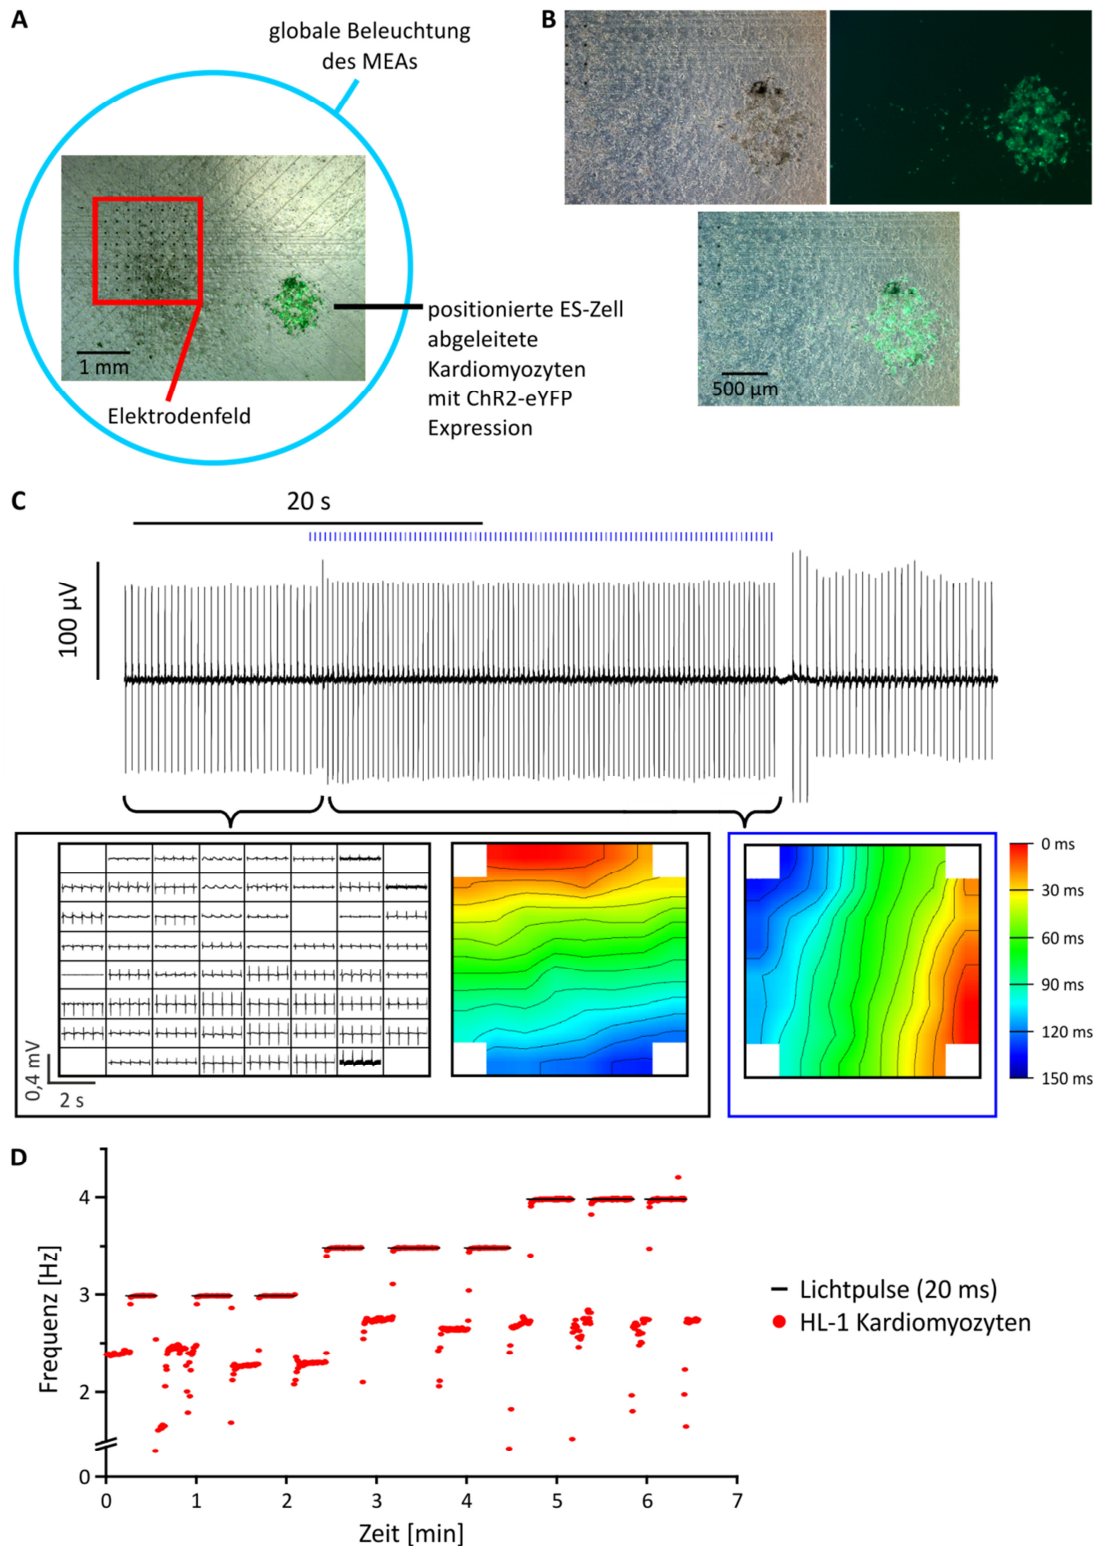 A
globale Beleuchtung
des MEAs
1 mm
Elektrodenfeld
positionierte ES-Zell
abgeleitete
Kardiomyozyten
mit ChR2-eYFP
Expression
B
500 µm
C
20 s
100 µV
0,4 mV
2 s
0 ms
30 ms
60 ms
90 ms
120 ms
150 ms
D
Frequenz [Hz]
4
3
2
0
0 1 2 3 4 5 6 7
Zeit [min]
Lichtpulse (20 ms)
HL-1 Kardiomyozyten